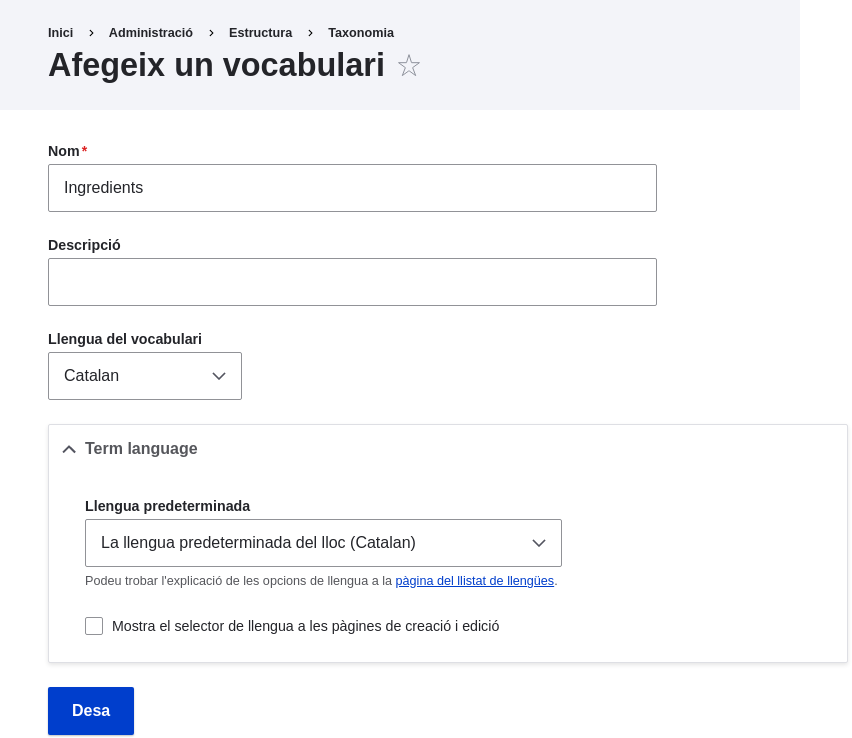 Inici > Administració > Estructura > Taxonomia
Afegeix un vocabulari
Nom*
Ingredients
Descripció
Llengua del vocabulari
Catalan
Term language
Llengua predeterminada
La llengua predeterminada del lloc (Catalan)
Podeu trobar l'explicació de les opcions de llengua a la pàgina del llistat de llengües.
Mostra el selector de llengua a les pàgines de creació i edició
Desa